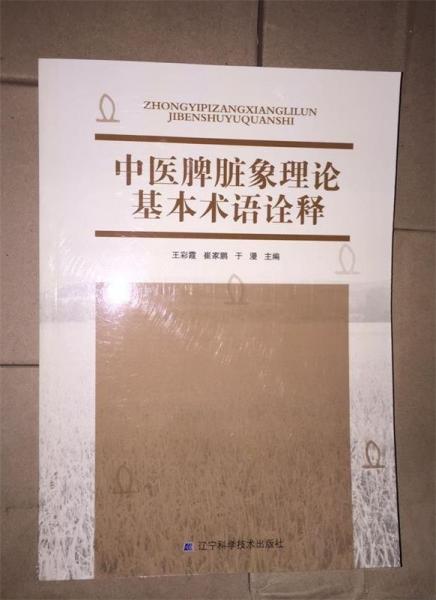 ZHONGYIPIZANGXIANGLILUN
JIBENSHUYUQUANSHI
中医脾脏象理论
基本术语诠释
王彩霞 崔家鹏 于 漫 主编
辽宁科学技术出版社